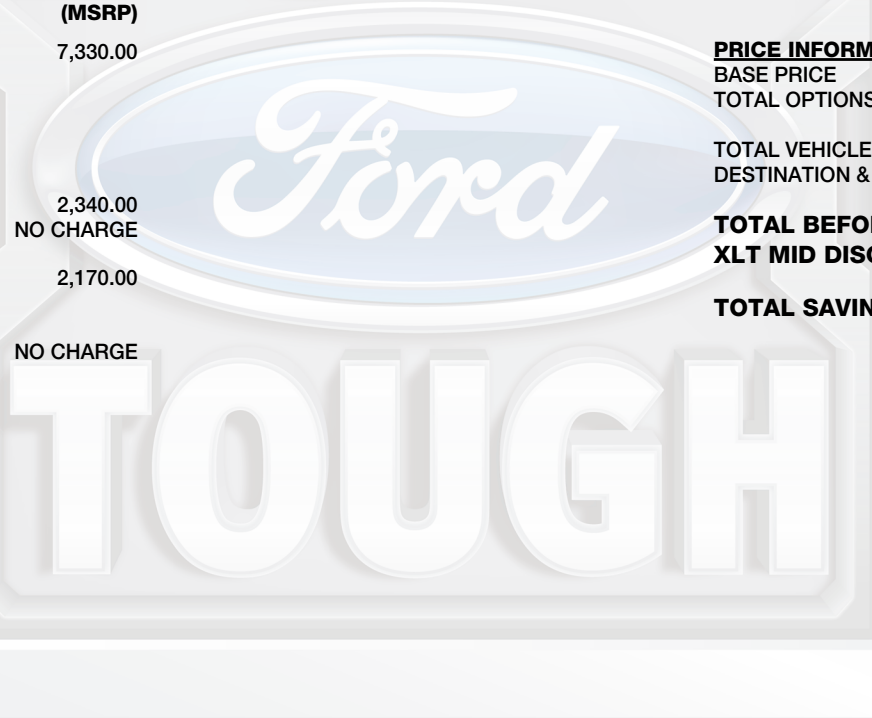 (MSRP)
7,330.00
2,340.00
NO CHARGE
2,170.00
NO CHARGE
PRICE INFORM
BASE PRICE
TOTAL OPTIONS
TOTAL VEHICLE
DESTINATION &
TOTAL BEFO
XLT MID DISC
TOTAL SAVIN
Ford
TOUGH